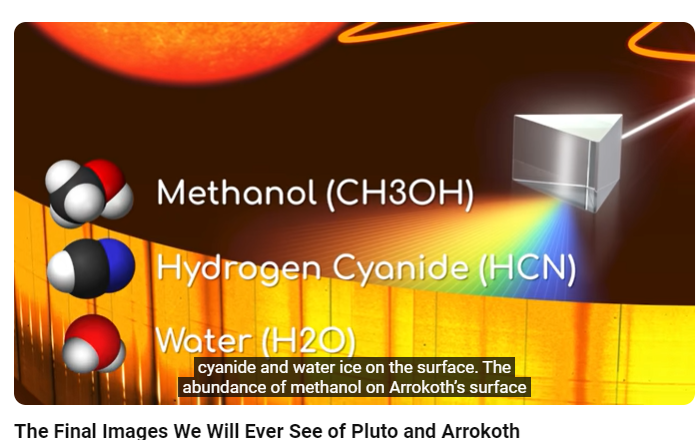 Methanol (CH3OH)
Hydrogen Cyanide (HCN)
Water (H2O)
cyanide and water ice on the surface. The
abundance of methanol on Arrokoth's surface
The Final Images We Will Ever See of Pluto and Arrokoth